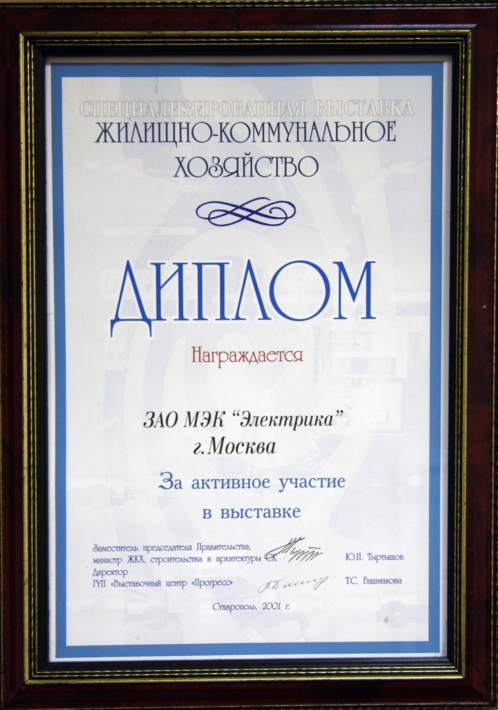 СПЕЦИАЛИЗИРОВАННАЯ ВЫСТАВКА
ЖИЛИЩНО-КОММУНАЛЬНОЕ
ХОЗЯЙСТВО
ДИПЛОМ
Награждается
ЗАО МЭК “Электрика”
г.Москва
За активное участие
в выставке
Заместитель председателя Правительства,
министр ЖКХ, строительства и архитектуры СК Ю.П. Тыртышов
Директор
ГУП «Выставочный центр «Прогресс» Т.С. Башмакова
Ставрополь, 2001 г.